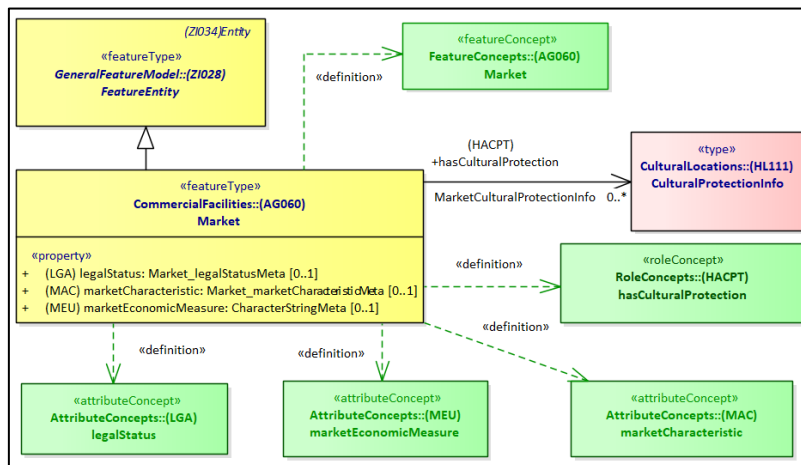 (ZI034)Entity
«featureType»
GeneralFeatureModel::(ZI028)
FeatureEntity
«featureConcept»
FeatureConcepts::(AG060)
Market
«definition»
(HACPT)
+hasCulturalProtection
MarketCulturalProtectionInfo 0..*
«type»
CulturalLocations::(HL111)
CulturalProtectionInfo
«featureType»
CommercialFacilities::(AG060)
Market
«property»
+ (LGA) legalStatus: Market_legalStatusMeta [0..1]
+ (MAC) marketCharacteristic: Market_marketCharacteristicMeta [0..1]
+ (MEU) marketEconomicMeasure: CharacterStringMeta [0..1]
«definition»
«roleConcept»
RoleConcepts::(HACPT)
hasCulturalProtection
«definition»
«definition»
«definition»
«attributeConcept»
AttributeConcepts::(LGA)
legalStatus
«attributeConcept»
AttributeConcepts::(MEU)
marketEconomicMeasure
«attributeConcept»
AttributeConcepts::(MAC)
marketCharacteristic